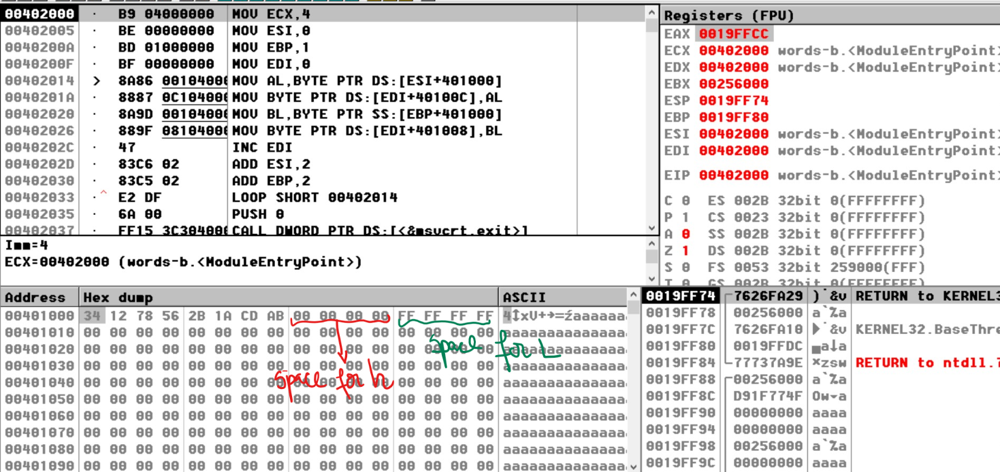 00402000 B9 04000000 MOV ECX,4
00402005 · BE 00000000 MOV ESI,0
0040200A · BD 01000000 MOV EBP,1
0040200F · BF 00000000 MOV EDI,0
00402014 > 8A86 00104000 MOV AL,BYTE PTR DS:[ESI+401000]
0040201A · 8887 0C104000 MOV BYTE PTR DS:[EDI+40100C],AL
00402020 · 8A9D 00104000 MOV BL,BYTE PTR SS:[EBP+401000]
00402026 · 889F 08104000 MOV BYTE PTR DS:[EDI+401008],BL
0040202C · 47 INC EDI
0040202D · 83C6 02 ADD ESI,2
00402030 · 83C5 02 ADD EBP,2
00402033 ·^ E2 DF LOOP SHORT 00402014
00402035 · 6A 00 PUSH 0
00402037 · FF15 3C304000 CALL DWORD PTR DS:[<&msvcrt.exit>]
Imm=4
ECX=00402000 (words-b.<ModuleEntryPoint>)
Registers (FPU)
EAX 0019FFCC
ECX 00402000 words-b.<ModuleEntryPoint>
EDX 00402000 words-b.<ModuleEntryPoint>
EBX 00256000
ESP 0019FF74
EBP 0019FF80
ESI 00402000 words-b.<ModuleEntryPoint>
EDI 00402000 words-b.<ModuleEntryPoint>
EIP 00402000 words-b.<ModuleEntryPoint>
C 0 ES 002B 32bit 0(FFFFFFFF)
P 1 CS 0023 32bit 0(FFFFFFFF)
A 0 SS 002B 32bit 0(FFFFFFFF)
Z 1 DS 002B 32bit 0(FFFFFFFF)
S 0 FS 0053 32bit 259000(FFF)
T 0 GS 002B 32bit 0(FFFFFFFF)
Address Hex dump ASCII
00401000 34 12 78 56 2B 1A CD AB 00 00 00 00 FF FF FF FF 4↕xV+→=źaaaaaaa
00401010 00 00 00 00 00 00 00 00 00 00 00 00 00 00 00 00 aaaaaaaaaaaaaa
00401020 00 00 00 00 00 00 00 00 00 00 00 00 00 00 00 00 aaaaaaaaaaaaaa
00401030 00 00 00 00 00 00 00 00 00 00 00 00 00 00 00 00 aaaaaaaaaaaaaa
00401040 00 00 00 00 00 00 00 00 00 00 00 00 00 00 00 00 aaaaaaaaaaaaaa
00401050 00 00 00 00 00 00 00 00 00 00 00 00 00 00 00 00 aaaaaaaaaaaaaa
00401060 00 00 00 00 00 00 00 00 00 00 00 00 00 00 00 00 aaaaaaaaaaaaaa
00401070 00 00 00 00 00 00 00 00 00 00 00 00 00 00 00 00 aaaaaaaaaaaaaa
00401080 00 00 00 00 00 00 00 00 00 00 00 00 00 00 00 00 aaaaaaaaaaaaaa
00401090 00 00 00 00 00 00 00 00 00 00 00 00 00 00 00 00 aaaaaaaaaaaaaa
Space for L
Space for h
0019FF74 7626FA29 )˙&v RETURN to KERNEL3
0019FF78 00256000 a`%a
0019FF7C 7626FA10 ►˙&v KERNEL32.BaseThre
0019FF80 0019FFDC ▄a↓a
0019FF84 77737A9E ×zsw RETURN to ntdll.7
0019FF88 00256000 a`%a
0019FF8C D91F774F Ow▼a
0019FF90 00000000 aaaa
0019FF94 00000000 aaaa
0019FF98 00256000 a`%a
0019FF9C 00000000 aaaa